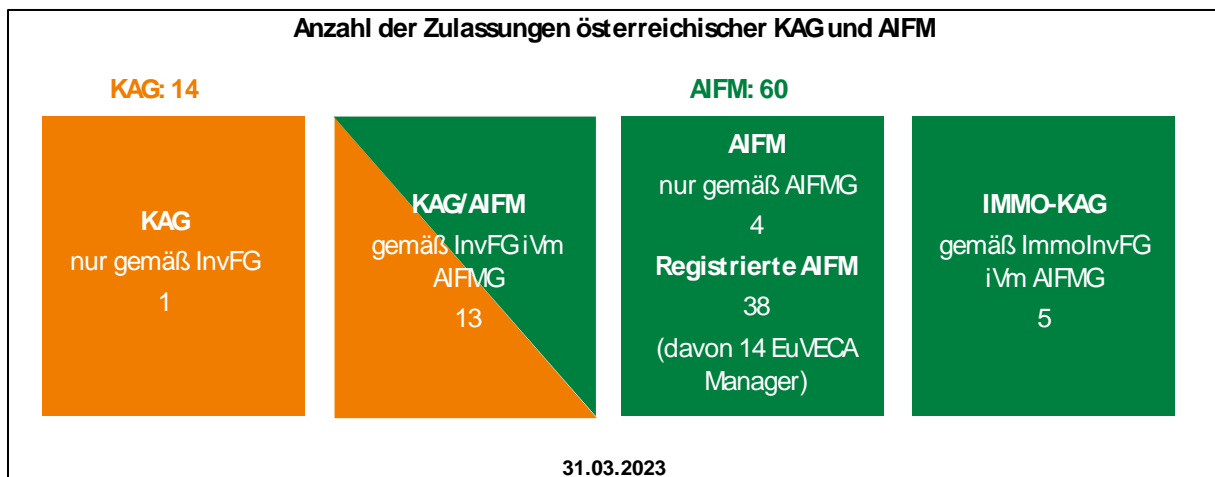 Anzahl der Zulassungen österreichischer KAG und AIFM
KAG: 14
AIFM: 60
KAG
nur gemäß InvFG
1
KAG/AIFM
gemäß InvFG iVm
AIFMG
13
AIFM
nur gemäß AIFMG
4
Registrierte AIFM
38
(davon 14 EuVECA
Manager)
IMMO-KAG
gemäß ImmoInvFG
iVm AIFMG
5
31.03.2023